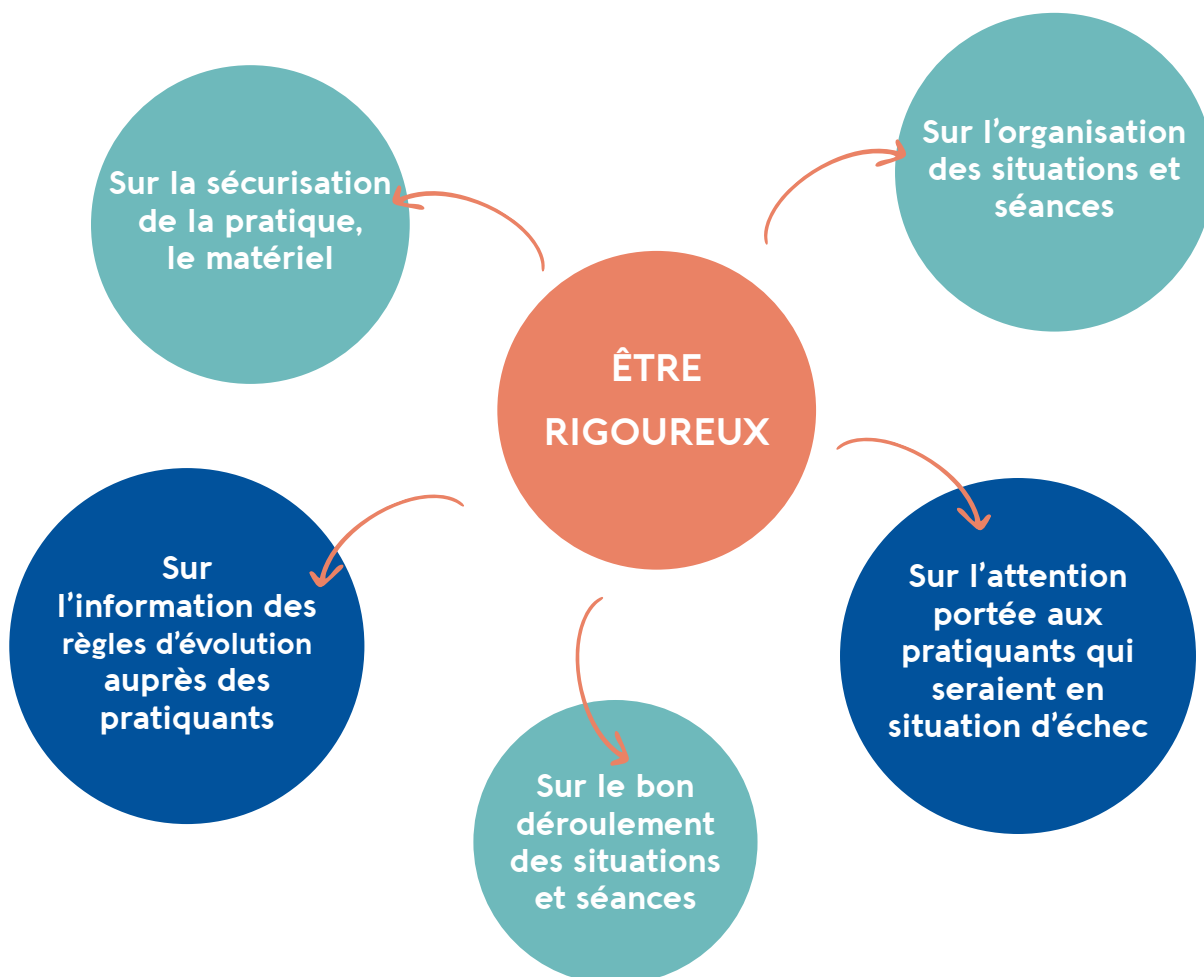 Sur l'organisation
des situations et
séances
Sur la sécurisation
de la pratique,
le matériel
ÊTRE
RIGOUREUX
Sur
l'information des
règles d'évolution
auprès des
pratiquants
Sur l'attention
portée aux
pratiquants qui
seraient en
situation d'échec
Sur le bon
déroulement
des situations
et séances